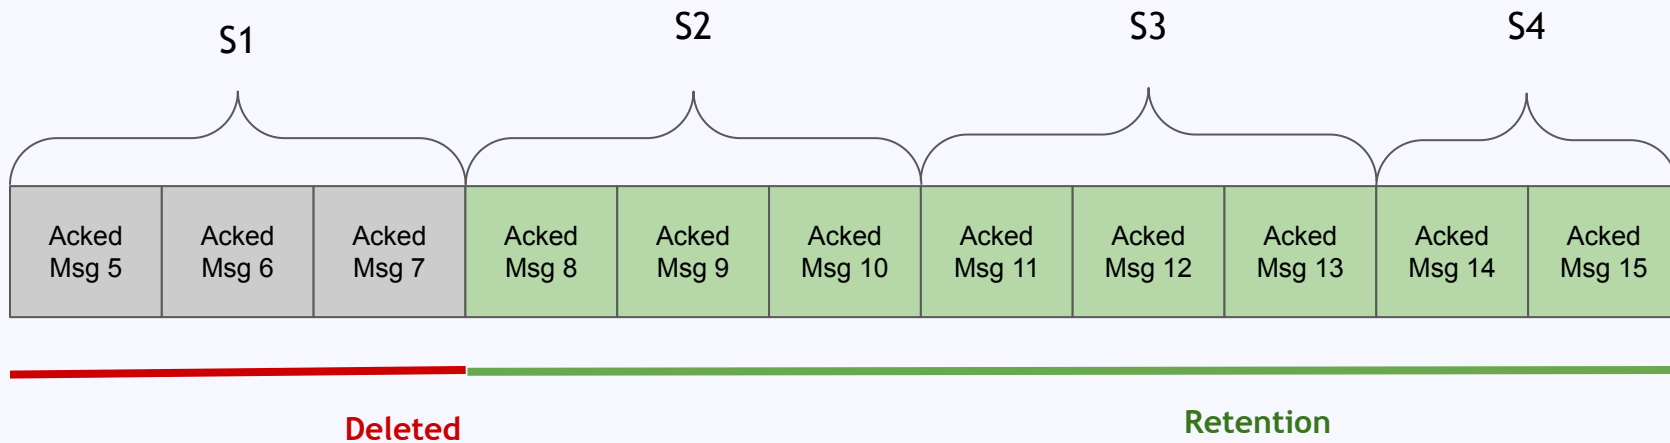 S1
S2
S3
S4
Acked
Msg 5
Acked
Msg 6
Acked
Msg 7
Acked
Msg 8
Acked
Msg 9
Acked
Msg 10
Acked
Msg 11
Acked
Msg 12
Acked
Msg 13
Acked
Msg 14
Acked
Msg 15
Deleted
Retention